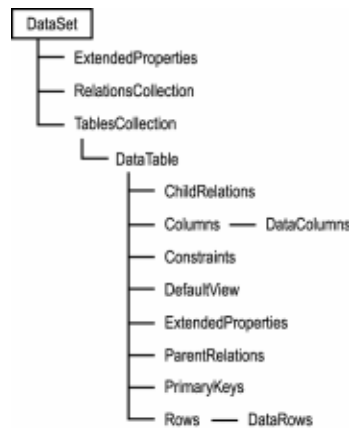 DataSet
ExtendedProperties
RelationsCollection
TablesCollection
DataTable
ChildRelations
Columns DataColumns
Constraints
DefaultView
ExtendedProperties
ParentRelations
PrimaryKeys
Rows DataRows